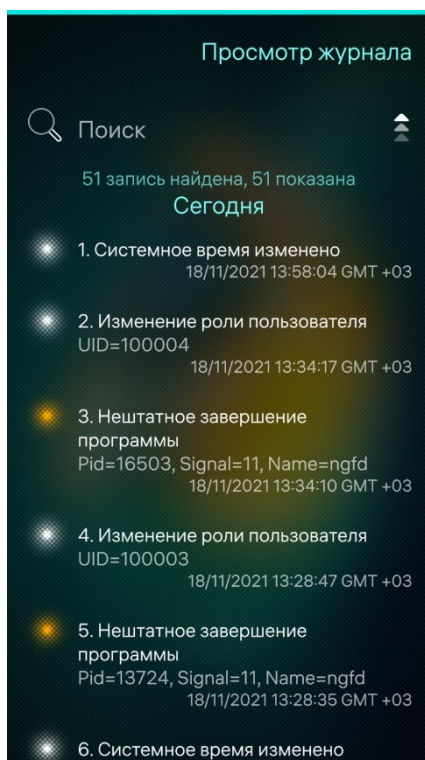 Просмотр журнала
Поиск
51 запись найдена, 51 показана
Сегодня
1. Системное время изменено
18/11/2021 13:58:04 GMT +03
2. Изменение роли пользователя
UID=100004
18/11/2021 13:34:17 GMT +03
3. Нештатное завершение
программы
Pid=16503, Signal=11, Name=ngfd
18/11/2021 13:34:10 GMT +03
4. Изменение роли пользователя
UID=100003
18/11/2021 13:28:47 GMT +03
5. Нештатное завершение
программы
Pid=13724, Signal=11, Name=ngfd
18/11/2021 13:28:35 GMT +03
6. Системное время изменено